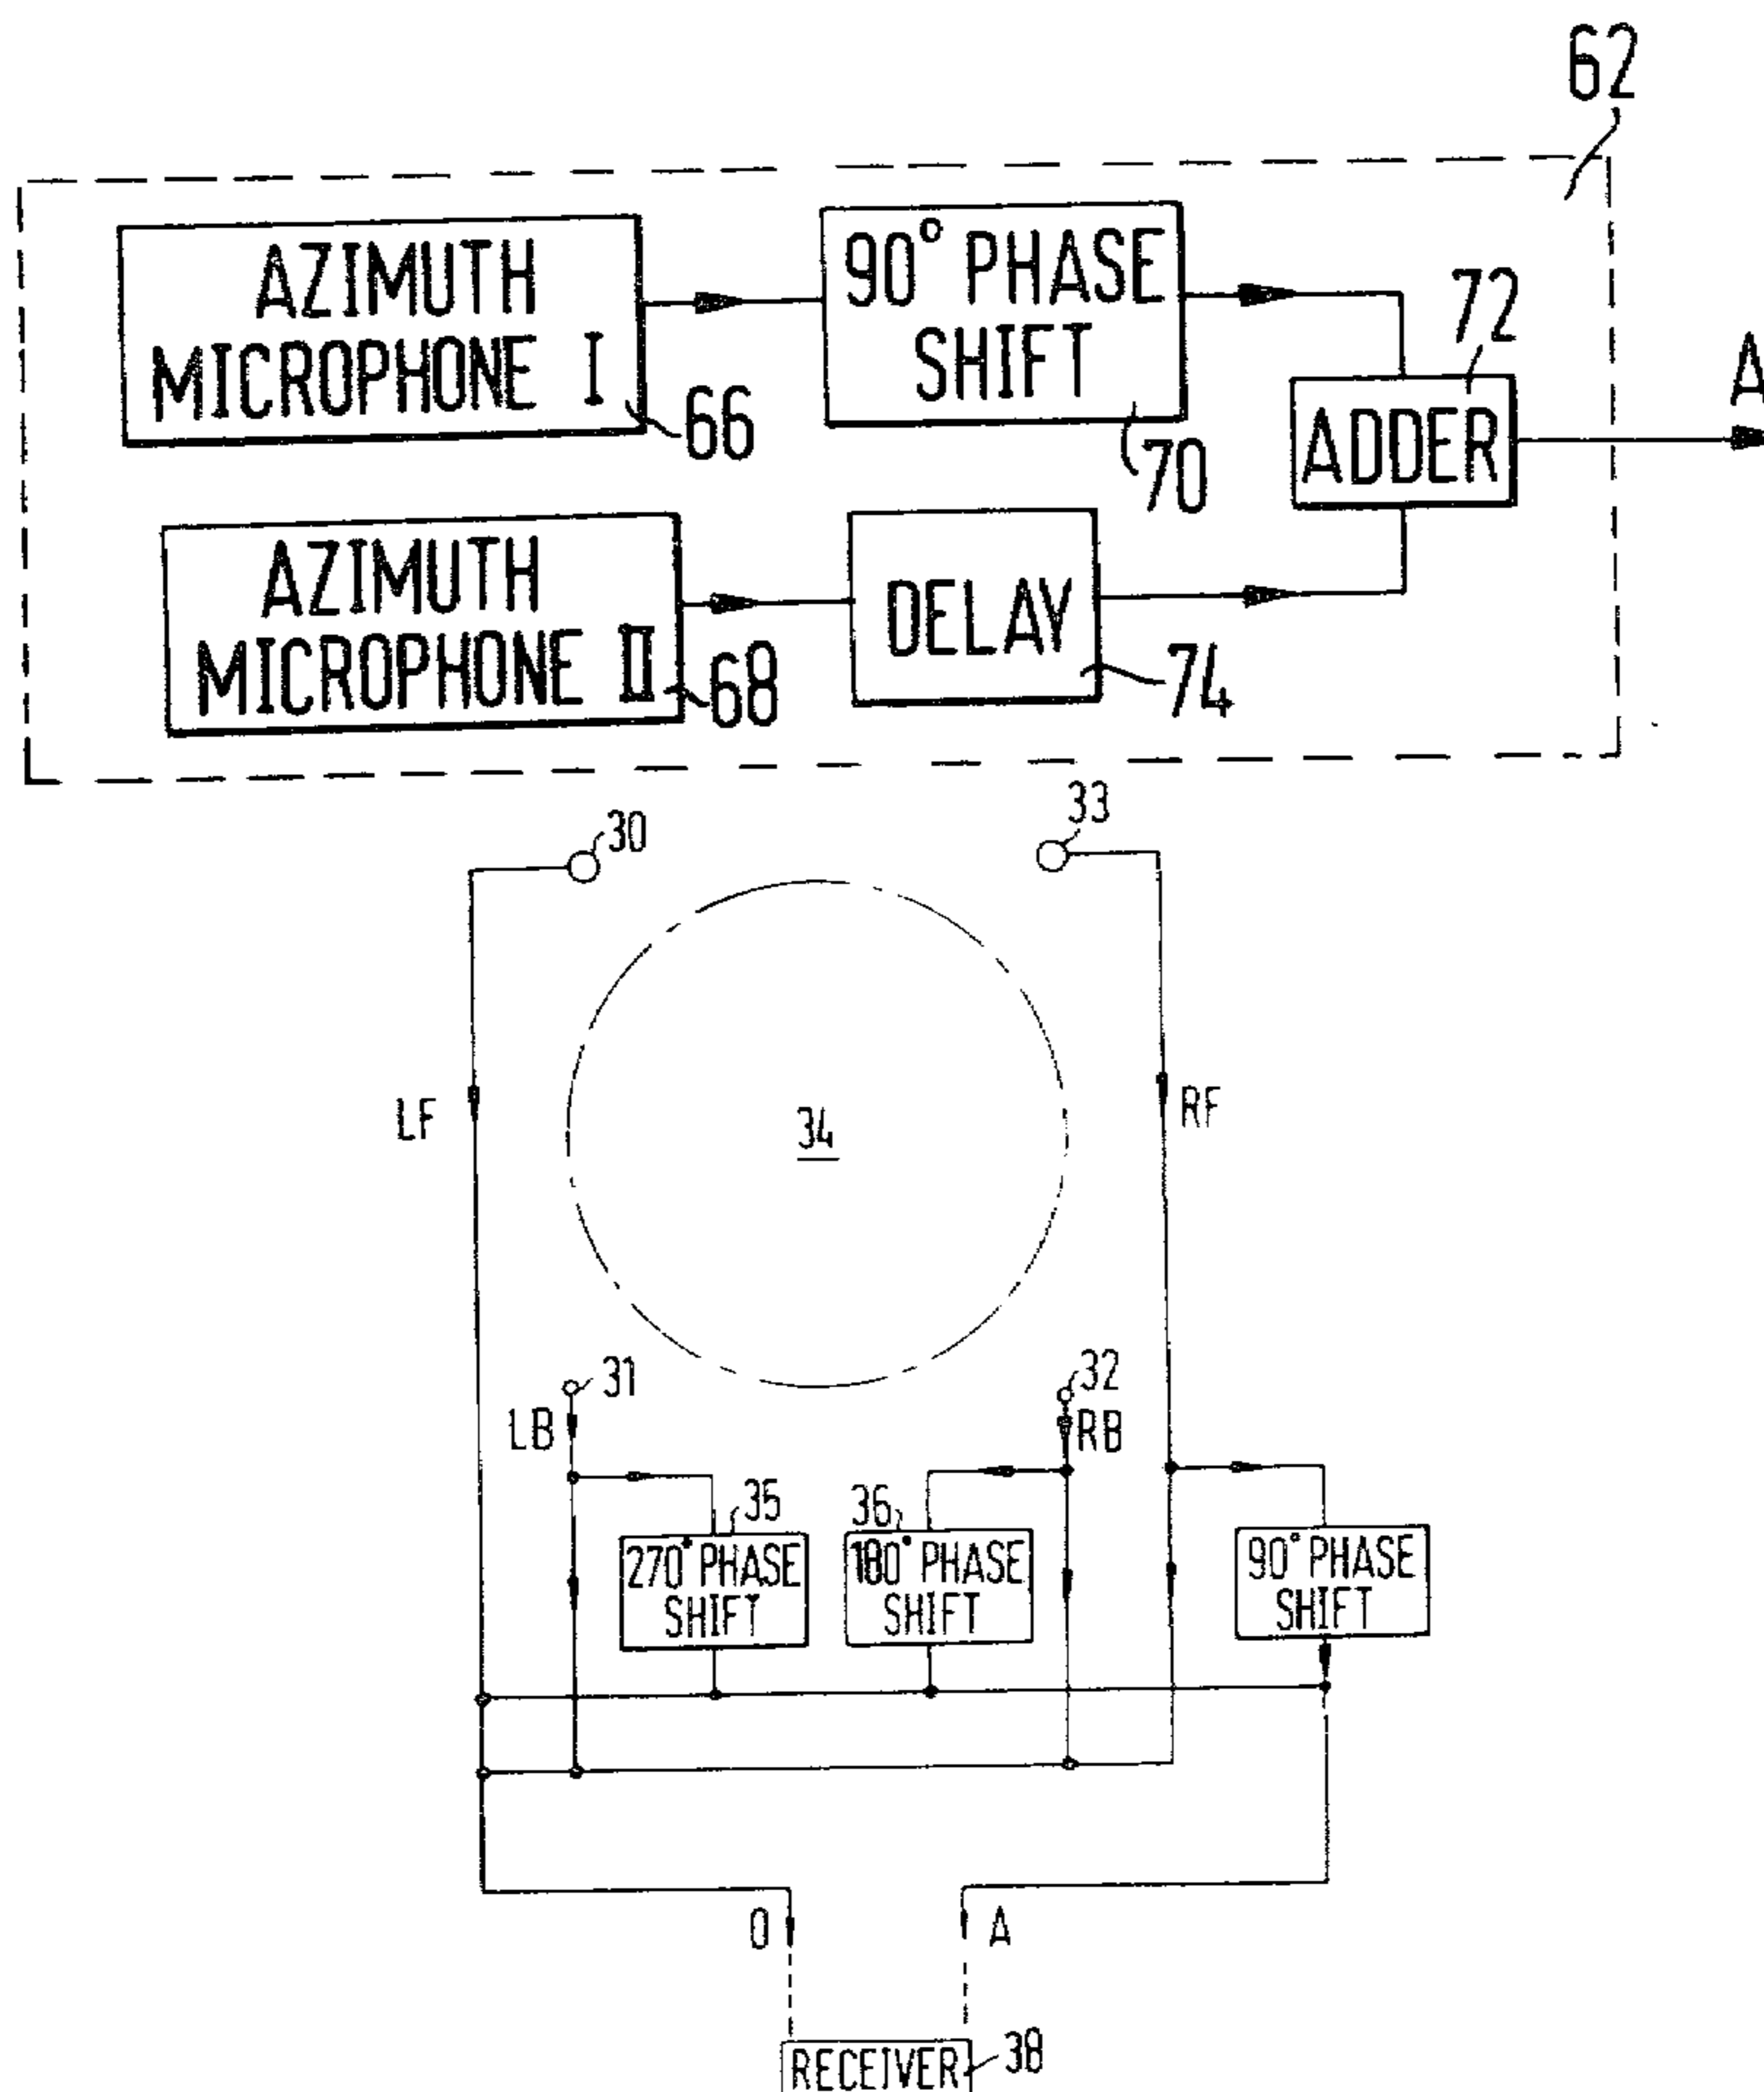 62
AZIMUTH
MICROPHONE I
66
90° PHASE
SHIFT
70
72
ADDER
A
AZIMUTH
MICROPHONE II
68
DELAY
74
30
33
LF
34
RF
31
32
LB
RB
35
270° PHASE
SHIFT
36
180° PHASE
SHIFT
90° PHASE
SHIFT
O
A
RECEIVER
38